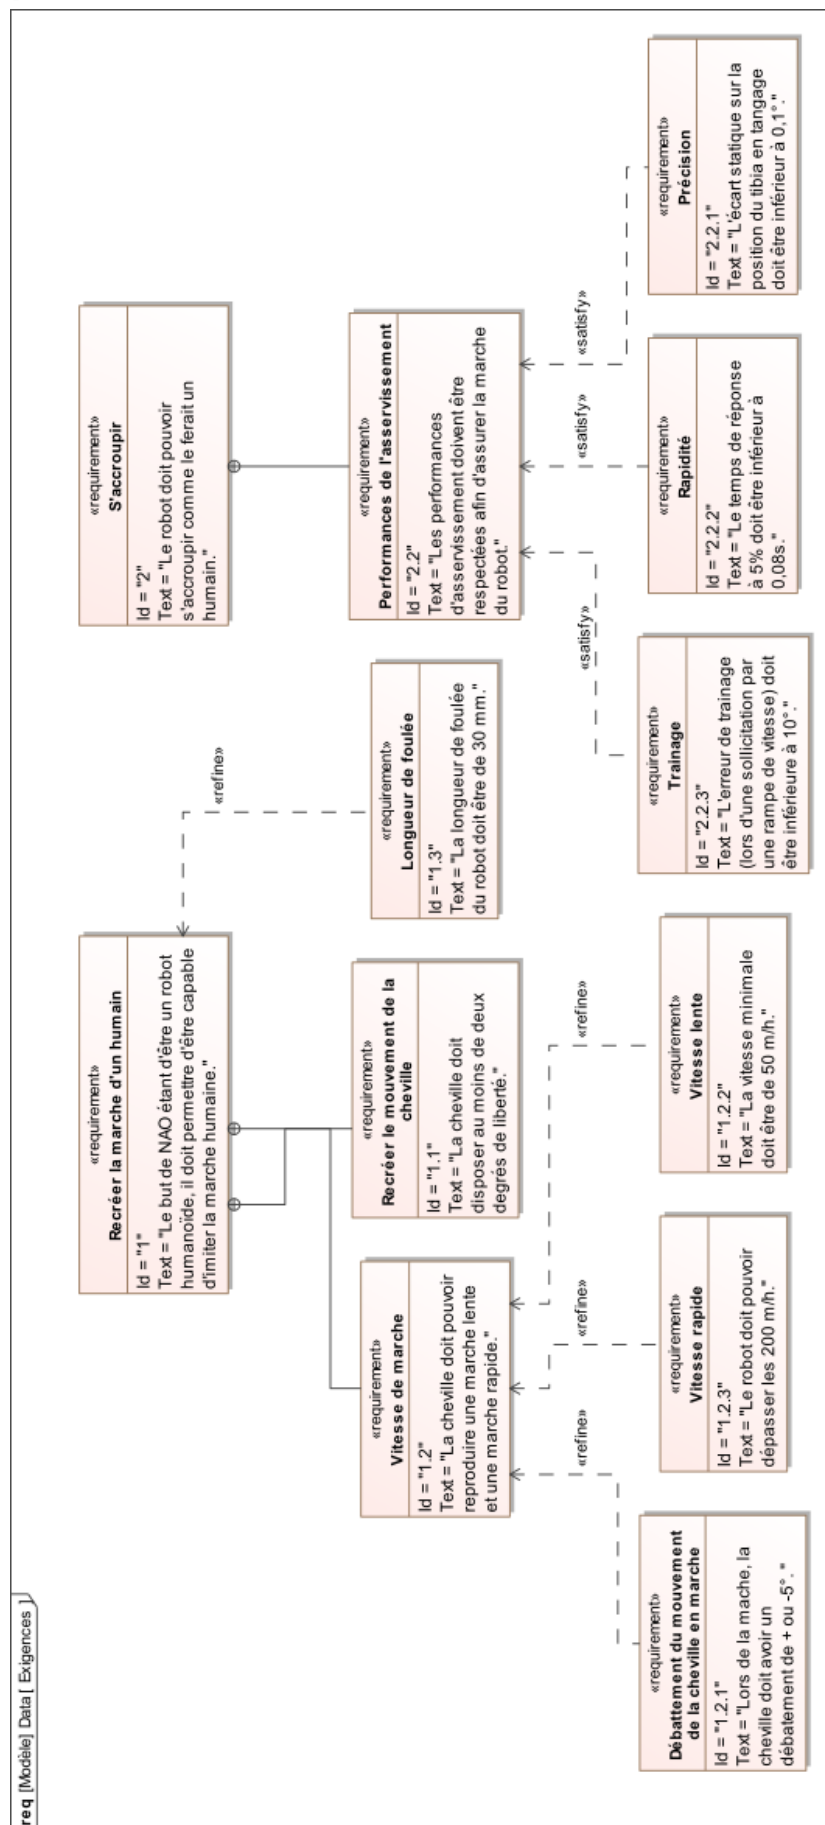 req [Modèle] Data [ Exigences ]
«requirement»
Recréer la marche d'un humain
Id = "1"
Text = "Le but de NAO étant d'être un robot
humanoïde, il doit permettre d'être capable
d'imiter la marche humaine."
«requirement»
S'accroupir
Id = "2"
Text = "Le robot doit pouvoir
s'accroupir comme le ferait un
humain."
«refine»
«requirement»
Vitesse de marche
Id = "1.2"
Text = "La cheville doit pouvoir
reproduire une marche lente
et une marche rapide."
«requirement»
Recréer le mouvement de la
cheville
Id = "1.1"
Text = "La cheville doit
disposer au moins de deux
degrés de liberté."
«requirement»
Longueur de foulée
Id = "1.3"
Text = "La longueur de foulée
du robot doit être de 30 mm."
«requirement»
Performances de l'asservissement
Id = "2.2"
Text = "Les performances
d'asservissement doivent être
respectées afin d'assurer la marche
du robot."
«refine»
«refine»
«refine»
«satisfy»
«satisfy»
«satisfy»
«requirement»
Débattement du mouvement
de la cheville en marche
Id = "1.2.1"
Text = "Lors de la mache, la
cheville doit avoir un
débatement de + ou -5°. "
«requirement»
Vitesse rapide
Id = "1.2.3"
Text = "Le robot doit pouvoir
dépasser les 200 m/h."
«requirement»
Vitesse lente
Id = "1.2.2"
Text = "La vitesse minimale
doit être de 50 m/h."
«requirement»
Trainage
Id = "2.2.3"
Text = "L'erreur de trainage
(lors d'une sollicitation par
une rampe de vitesse) doit
être inférieure à 10°."
«requirement»
Rapidité
Id = "2.2.2"
Text = "Le temps de réponse
à 5% doit être inférieur à
0,08s."
«requirement»
Précision
Id = "2.2.1"
Text = "L'écart statique sur la
position du tibia en tangage
doit être inférieur à 0,1°."